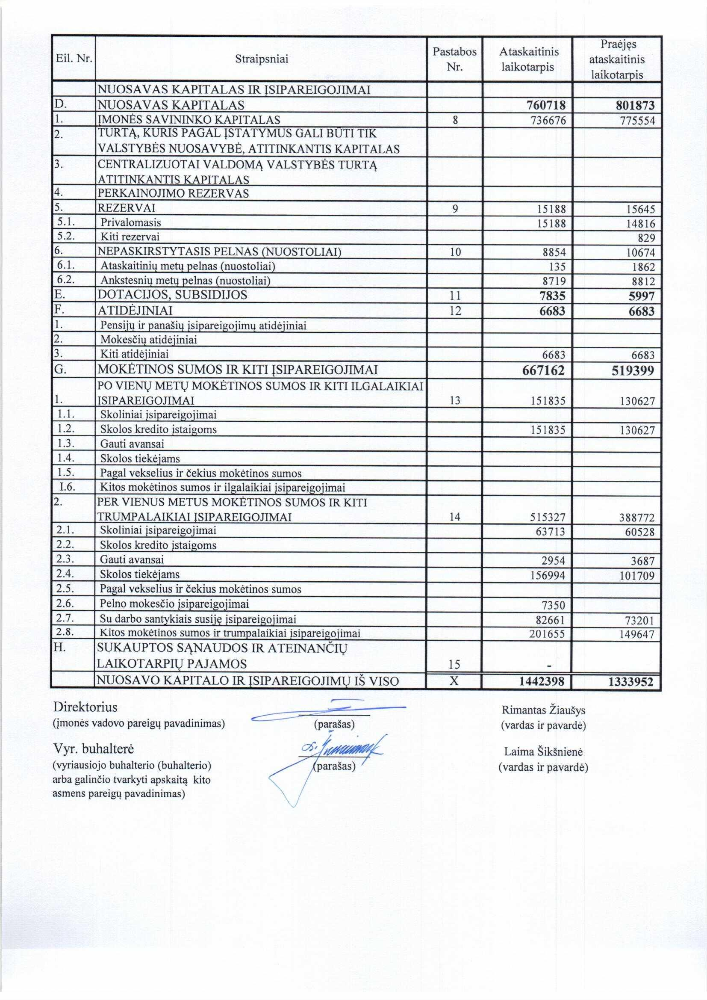 Eil. Nr. Straipsniai Pastabos Nr. Ataskaitinis laikotarpis Praėjęs ataskaitinis laikotarpis
NUOSAVAS KAPITALAS IR ĮSIPAREIGOJIMAI
D. NUOSAVAS KAPITALAS 760718 801873
1. ĮMONĖS SAVININKO KAPITALAS 8 736676 775554
2. TURTĄ, KURIS PAGAL ĮSTATYMUS GALI BŪTI TIK
VALSTYBĖS NUOSAVYBĖ, ATITINKANTIS KAPITALAS
3. CENTRALIZUOTAI VALDOMĄ VALSTYBĖS TURTĄ
ATITINKANTIS KAPITALAS
4. PERKAINOJIMO REZERVAS
5. REZERVAI 9 15188 15645
5.1. Privalomasis 15188 14816
5.2. Kiti rezervai 829
6. NEPASKIRSTYTASIS PELNAS (NUOSTOLIAI) 10 8854 10674
6.1. Ataskaitinių metų pelnas (nuostoliai) 135 1862
6.2. Ankstesnių metų pelnas (nuostoliai) 8719 8812
E. DOTACIJOS, SUBSIDIJOS 11 7835 5997
F. ATIDĖJINIAI 12 6683 6683
1. Pensijų ir panašių įsipareigojimų atidėjiniai
2. Mokesčių atidėjiniai
3. Kiti atidėjiniai 6683 6683
G. MOKĖTINOS SUMOS IR KITI ĮSIPAREIGOJIMAI 667162 519399
PO VIENŲ METŲ MOKĖTINOS SUMOS IR KITI ILGALAIKIAI
1. ĮSIPAREIGOJIMAI 13 151835 130627
1.1. Skoliniai įsipareigojimai
1.2. Skolos kredito įstaigoms 151835 130627
1.3. Gauti avansai
1.4. Skolos tiekėjams
1.5. Pagal vekselius ir čekius mokėtinos sumos
I.6. Kitos mokėtinos sumos ir ilgalaikiai įsipareigojimai
2. PER VIENUS METUS MOKĖTINOS SUMOS IR KITI
TRUMPALAIKIAI ĮSIPAREIGOJIMAI 14 515327 388772
2.1. Skoliniai įsipareigojimai 63713 60528
2.2. Skolos kredito įstaigoms
2.3. Gauti avansai 2954 3687
2.4. Skolos tiekėjams 156994 101709
2.5. Pagal vekselius ir čekius mokėtinos sumos
2.6. Pelno mokesčio įsipareigojimai 7350
2.7. Su darbo santykiais susiję įsipareigojimai 82661 73201
2.8. Kitos mokėtinos sumos ir trumpalaikiai įsipareigojimai 201655 149647
H. SUKAUPTOS SĄNAUDOS IR ATEINANČIŲ
LAIKOTARPIŲ PAJAMOS 15 -
NUOSAVO KAPITALO IR ĮSIPAREIGOJIMŲ IŠ VISO X 1442398 1333952
Direktorius Rimantas Žiaušys
(įmonės vadovo pareigų pavadinimas) (parašas) (vardas ir pavardė)
Vyr. buhalterė Laima Šikšnienė
(vyriausiojo buhalterio (buhalterio) (parašas) (vardas ir pavardė)
arba galinčio tvarkyti apskaitą kito
asmens pareigų pavadinimas)